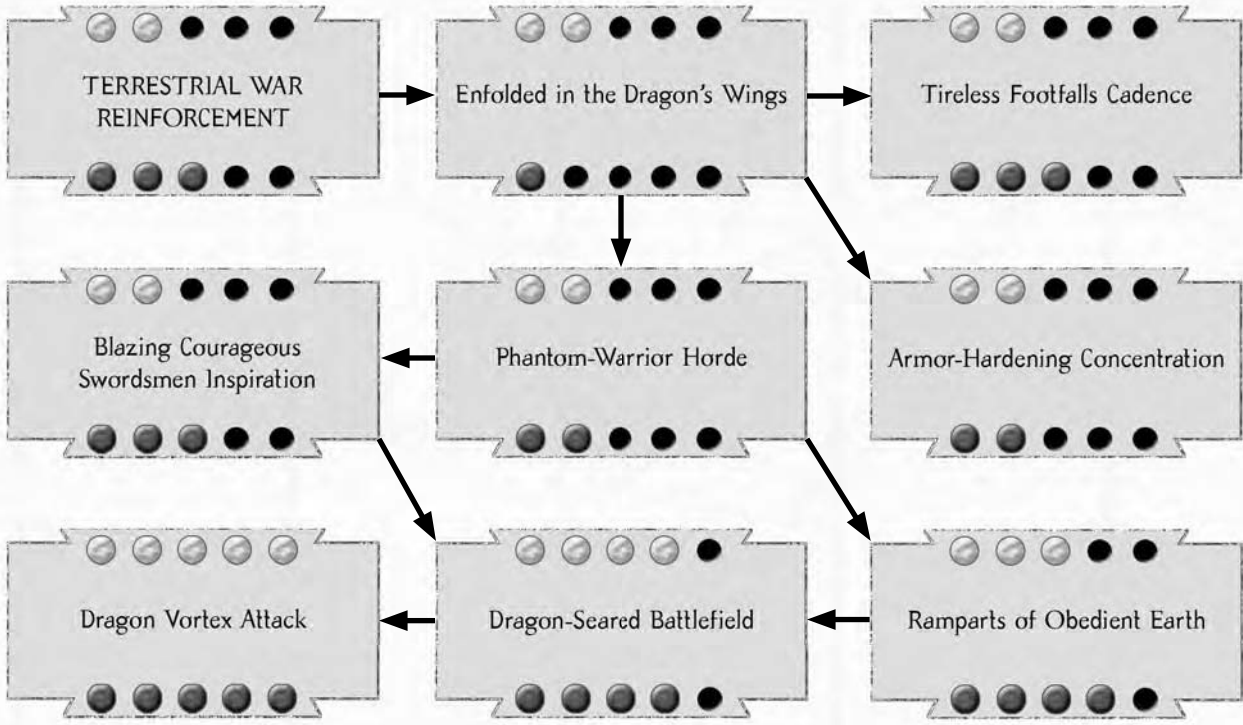 TERRESTRIAL WAR
REINFORCEMENT
Enfolded in the Dragon's Wings
Tireless Footfalls Cadence
Blazing Courageous
Swordsmen Inspiration
Phantom-Warrior Horde
Armor-Hardening Concentration
Dragon Vortex Attack
Dragon-Seared Battlefield
Ramparts of Obedient Earth